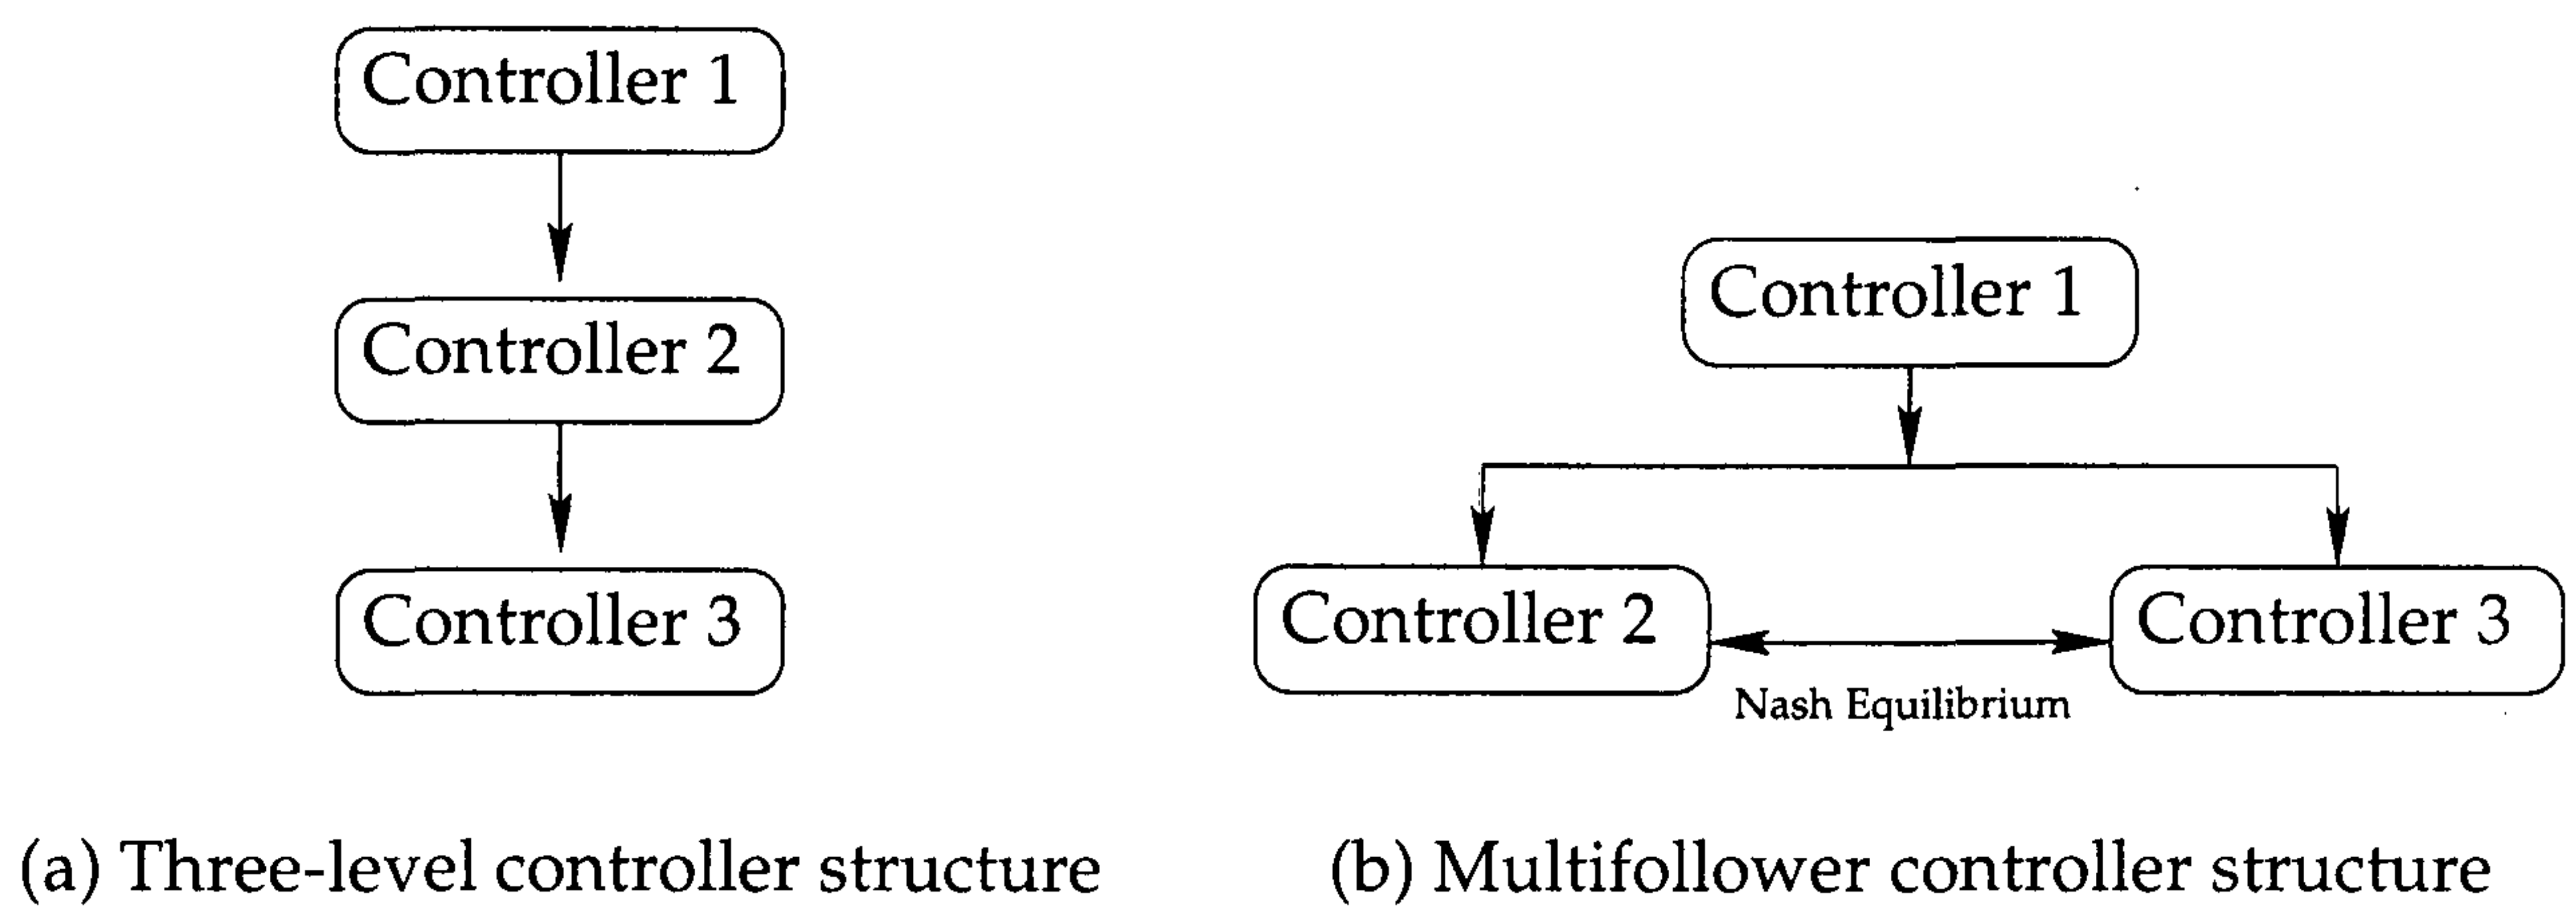 Controller 1
Controller 2
Controller 3
(a) Three-level controller structure
Controller 1
Controller 2
Controller 3
Nash Equilibrium
(b) Multifollower controller structure